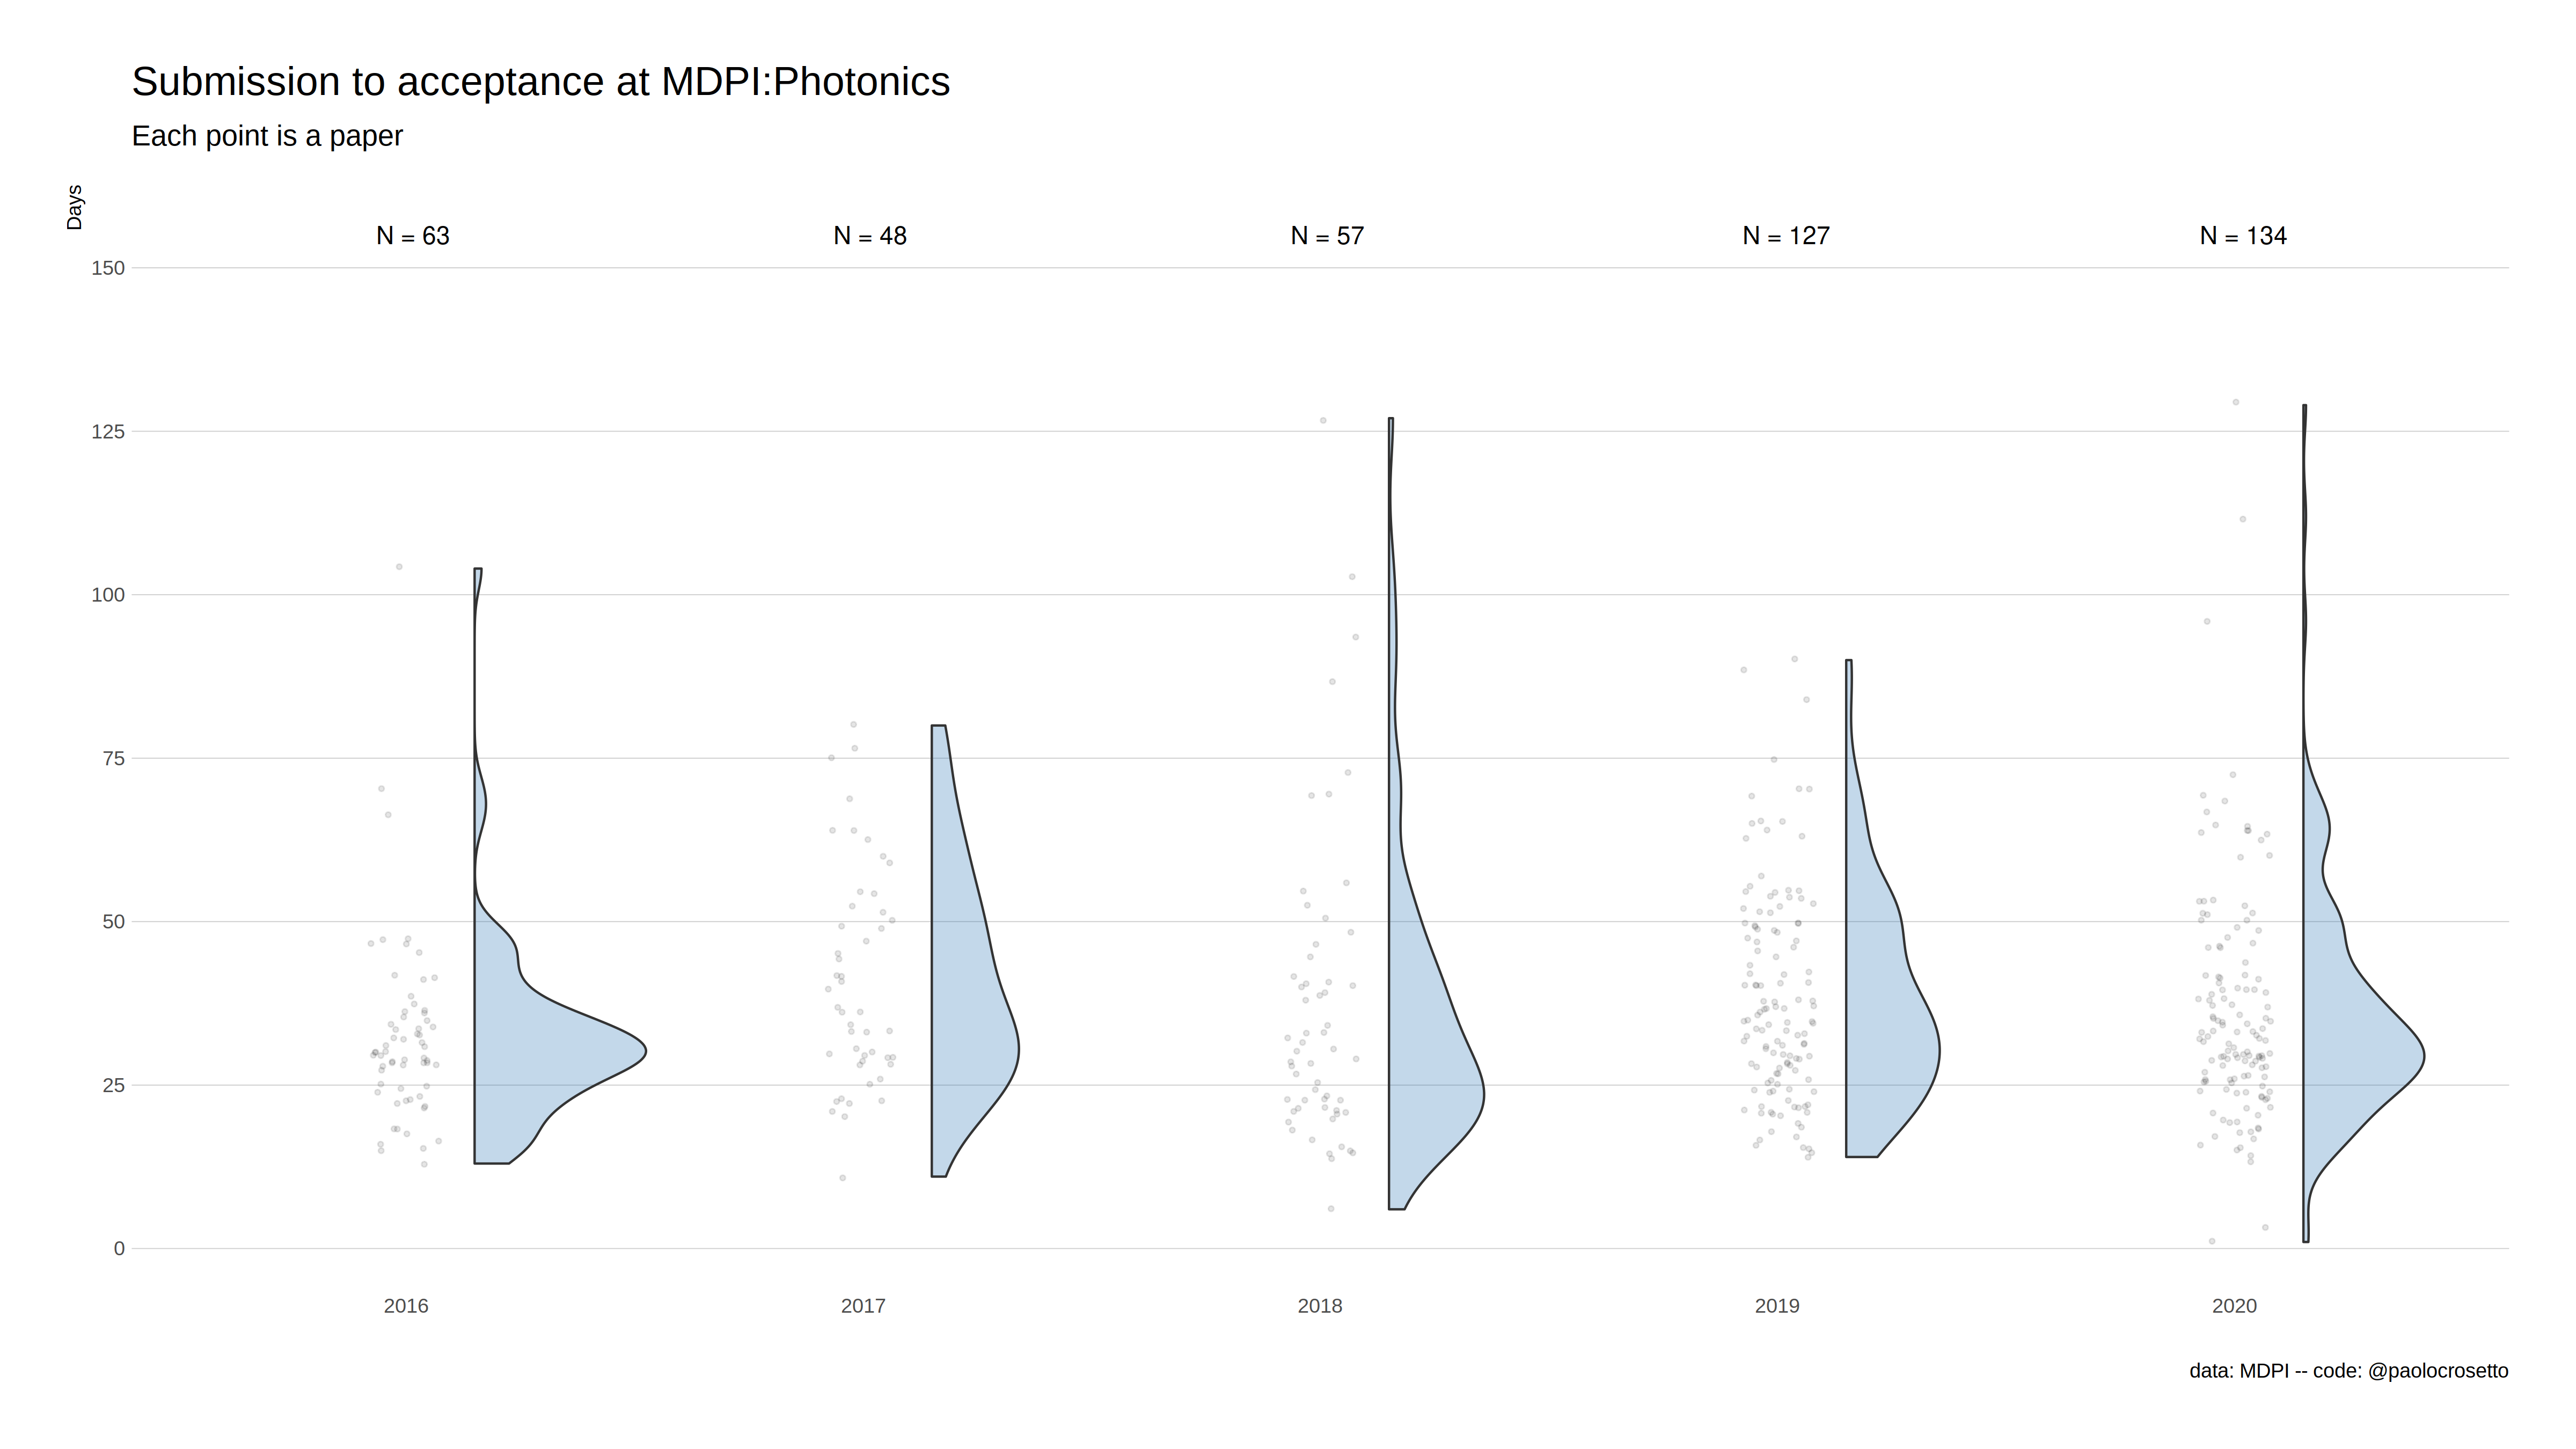 Submission to acceptance at MDPI:Photonics
Each point is a paper
Days
N = 63
N = 48
N = 57
N = 127
N = 134
150
125
100
75
50
25
0
2016
2017
2018
2019
2020
data: MDPI -- code: @paolocrosetto